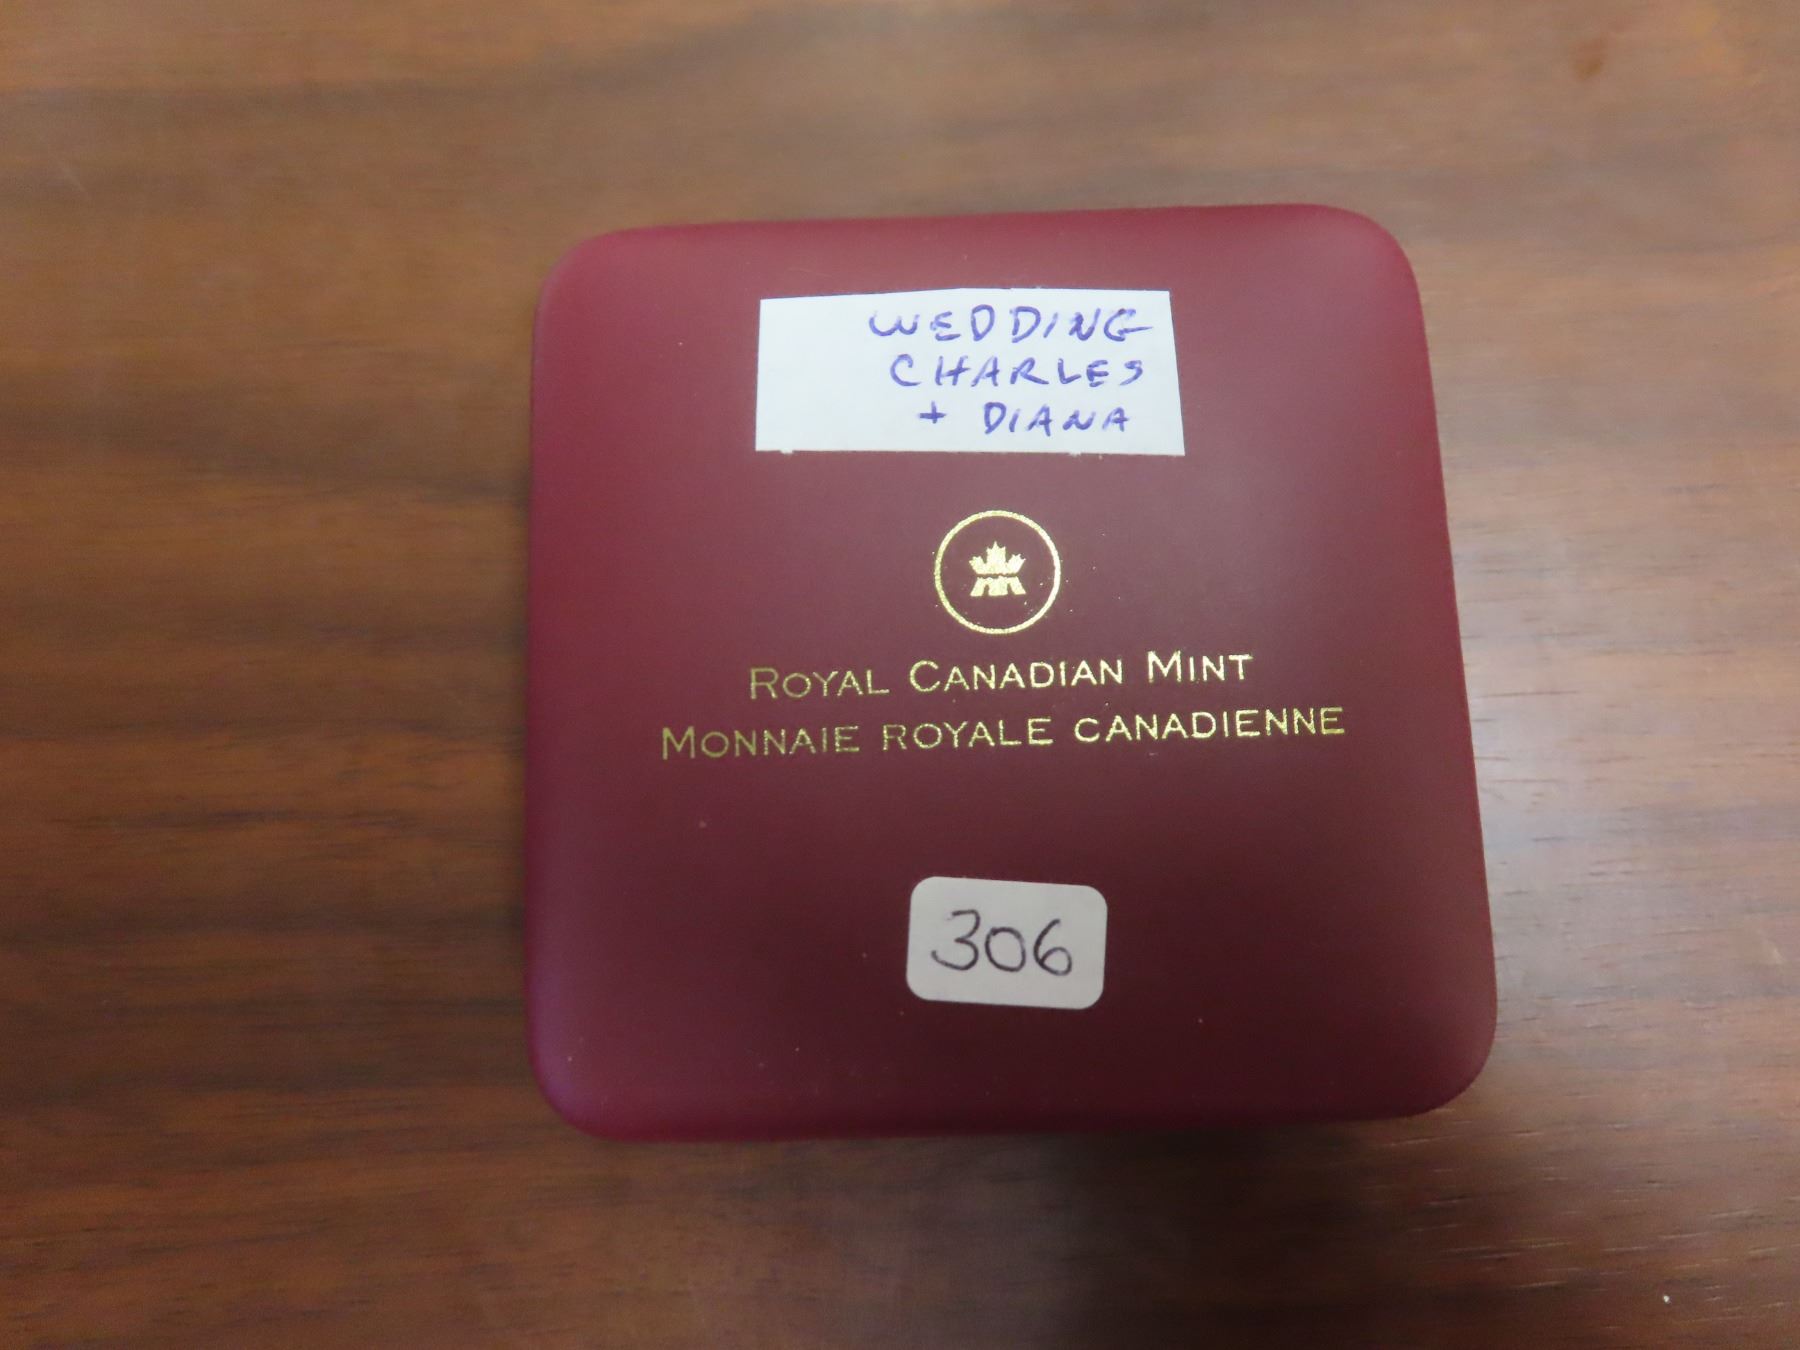 WEDDING
CHARLES
+ DIANA
ROYAL CANADIAN MINT
MONNAIE ROYALE CANADIENNE
306